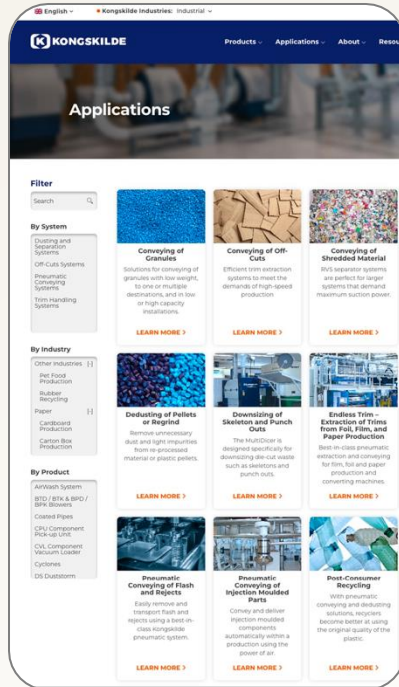 English
Kongskilde Industries: Industrial
KONGSKILDE
Products
Applications
About
Resou
Applications
Filter
Search
By System
Dusting and
Separation
Systems
Off-Cuts Systems
Pneumatic
Conveying
Systems
Trim Handling
Systems
By Industry
Other Industries [-]
Pet Food
Production
Rubber
Recycling
Paper [-]
Cardboard
Production
Carton Box
Production
By Product
AirWash System
BTD / BTK & BPD /
BPK Blowers
Coated Pipes
CPU Component
Pick-up Unit
CVL Component
Vacuum Loader
Cyclones
DS Duststorm
Conveying of
Granules
Solutions for conveying of
granules with low weight,
to one or multiple
destinations, and in low
or high capacity
installations.
LEARN MORE >
Conveying of Off-
Cuts
Efficient trim extraction
systems to meet the
demands of high-speed
production
LEARN MORE >
Conveying of
Shredded Material
RVS separator systems
are perfect for larger
systems that demand
maximum suction power.
LEARN MORE >
Dedusting of Pellets
or Regrind
Remove unnecessary
dust and light impurities
from re-processed
material or plastic pellets.
LEARN MORE >
Downsizing of
Skeleton and Punch
Outs
The MultiDicer is
designed specifically for
downsizing die-cut waste
such as skeletons and
punch outs.
LEARN MORE >
Endless Trim –
Extraction of Trims
from Foil, Film, and
Paper Production
Best-in-class pneumatic
extraction and conveying
for film, foil and paper
production and
converting machines.
LEARN MORE >
Pneumatic
Conveying of Flash
and Rejects
Easily remove and
transport flash and
rejects using a best-in-
class Kongskilde
pneumatic system.
LEARN MORE >
Pneumatic
Conveying of
Injection Moulded
Parts
Convey and deliver
injection moulded
components
automatically within a
production using the
power of air.
LEARN MORE >
Post-Consumer
Recycling
With pneumatic
conveying and dedusting
solutions, recyclers
become better at using
the original quality of the
plastic.
LEARN MORE >